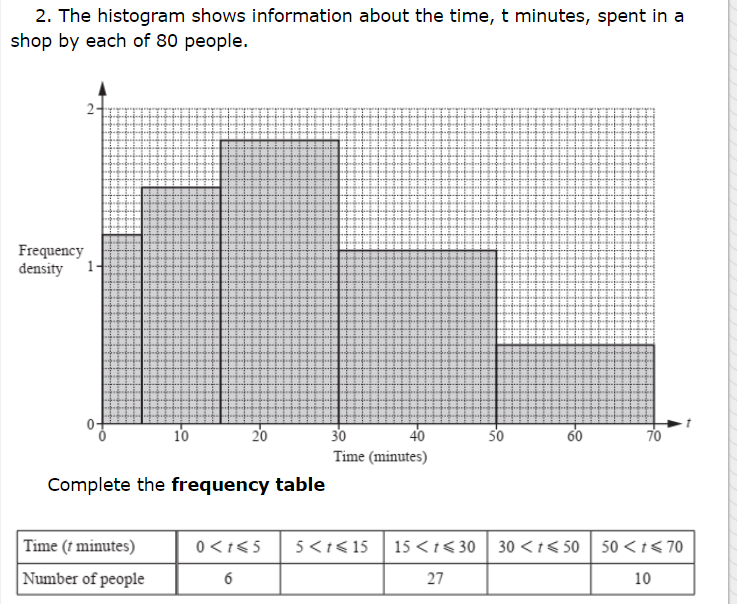 2. The histogram shows information about the time, t minutes, spent in a
shop by each of 80 people.
2
Frequency
density
1
0
0 10 20 30 40 50 60 70 t
Time (minutes)
Complete the frequency table
Time (t minutes) 0 < t ⩽ 5 5 < t ⩽ 15 15 < t ⩽ 30 30 < t ⩽ 50 50 < t ⩽ 70
Number of people 6 27 10